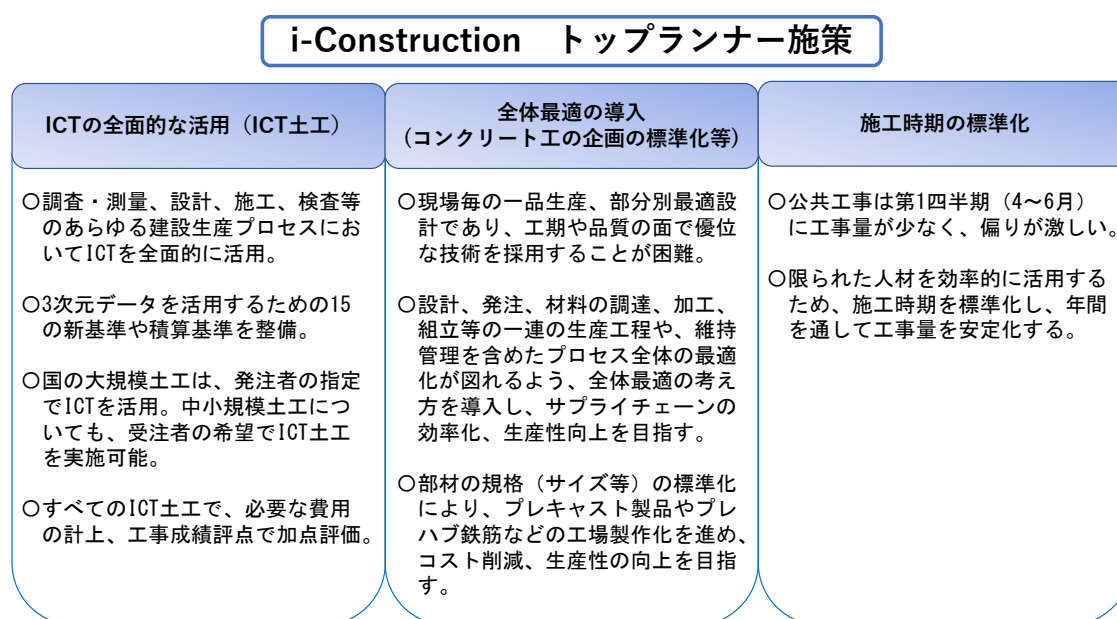 i-Construction　トップランナー施策
ICTの全面的な活用（ICT土工）
〇調査・測量、設計、施工、検査等
のあらゆる建設生産プロセスにお
いてICTを全面的に活用。
〇3次元データを活用するための15
の新基準や積算基準を整備。
〇国の大規模土工は、発注者の指定
でICTを活用。中小規模土工につ
いても、受注者の希望でICT土工
を実施可能。
〇すべてのICT土工で、必要な費用
の計上、工事成績評点で加点評価。
全体最適の導入
（コンクリート工の企画の標準化等）
〇現場毎の一品生産、部分別最適設
計であり、工期や品質の面で優位
な技術を採用することが困難。
〇設計、発注、材料の調達、加工、
組立等の一連の生産工程や、維持
管理を含めたプロセス全体の最適
化が図れるよう、全体最適の考え
方を導入し、サプライチェーンの
効率化、生産性向上を目指す。
〇部材の規格（サイズ等）の標準化
により、プレキャスト製品やプレ
ハブ鉄筋などの工場製作化を進め、
コスト削減、生産性の向上を目指
す。
施工時期の標準化
〇公共工事は第1四半期（4～6月）
に工事量が少なく、偏りが激しい。
〇限られた人材を効率的に活用する
ため、施工時期を標準化し、年間
を通して工事量を安定化する。